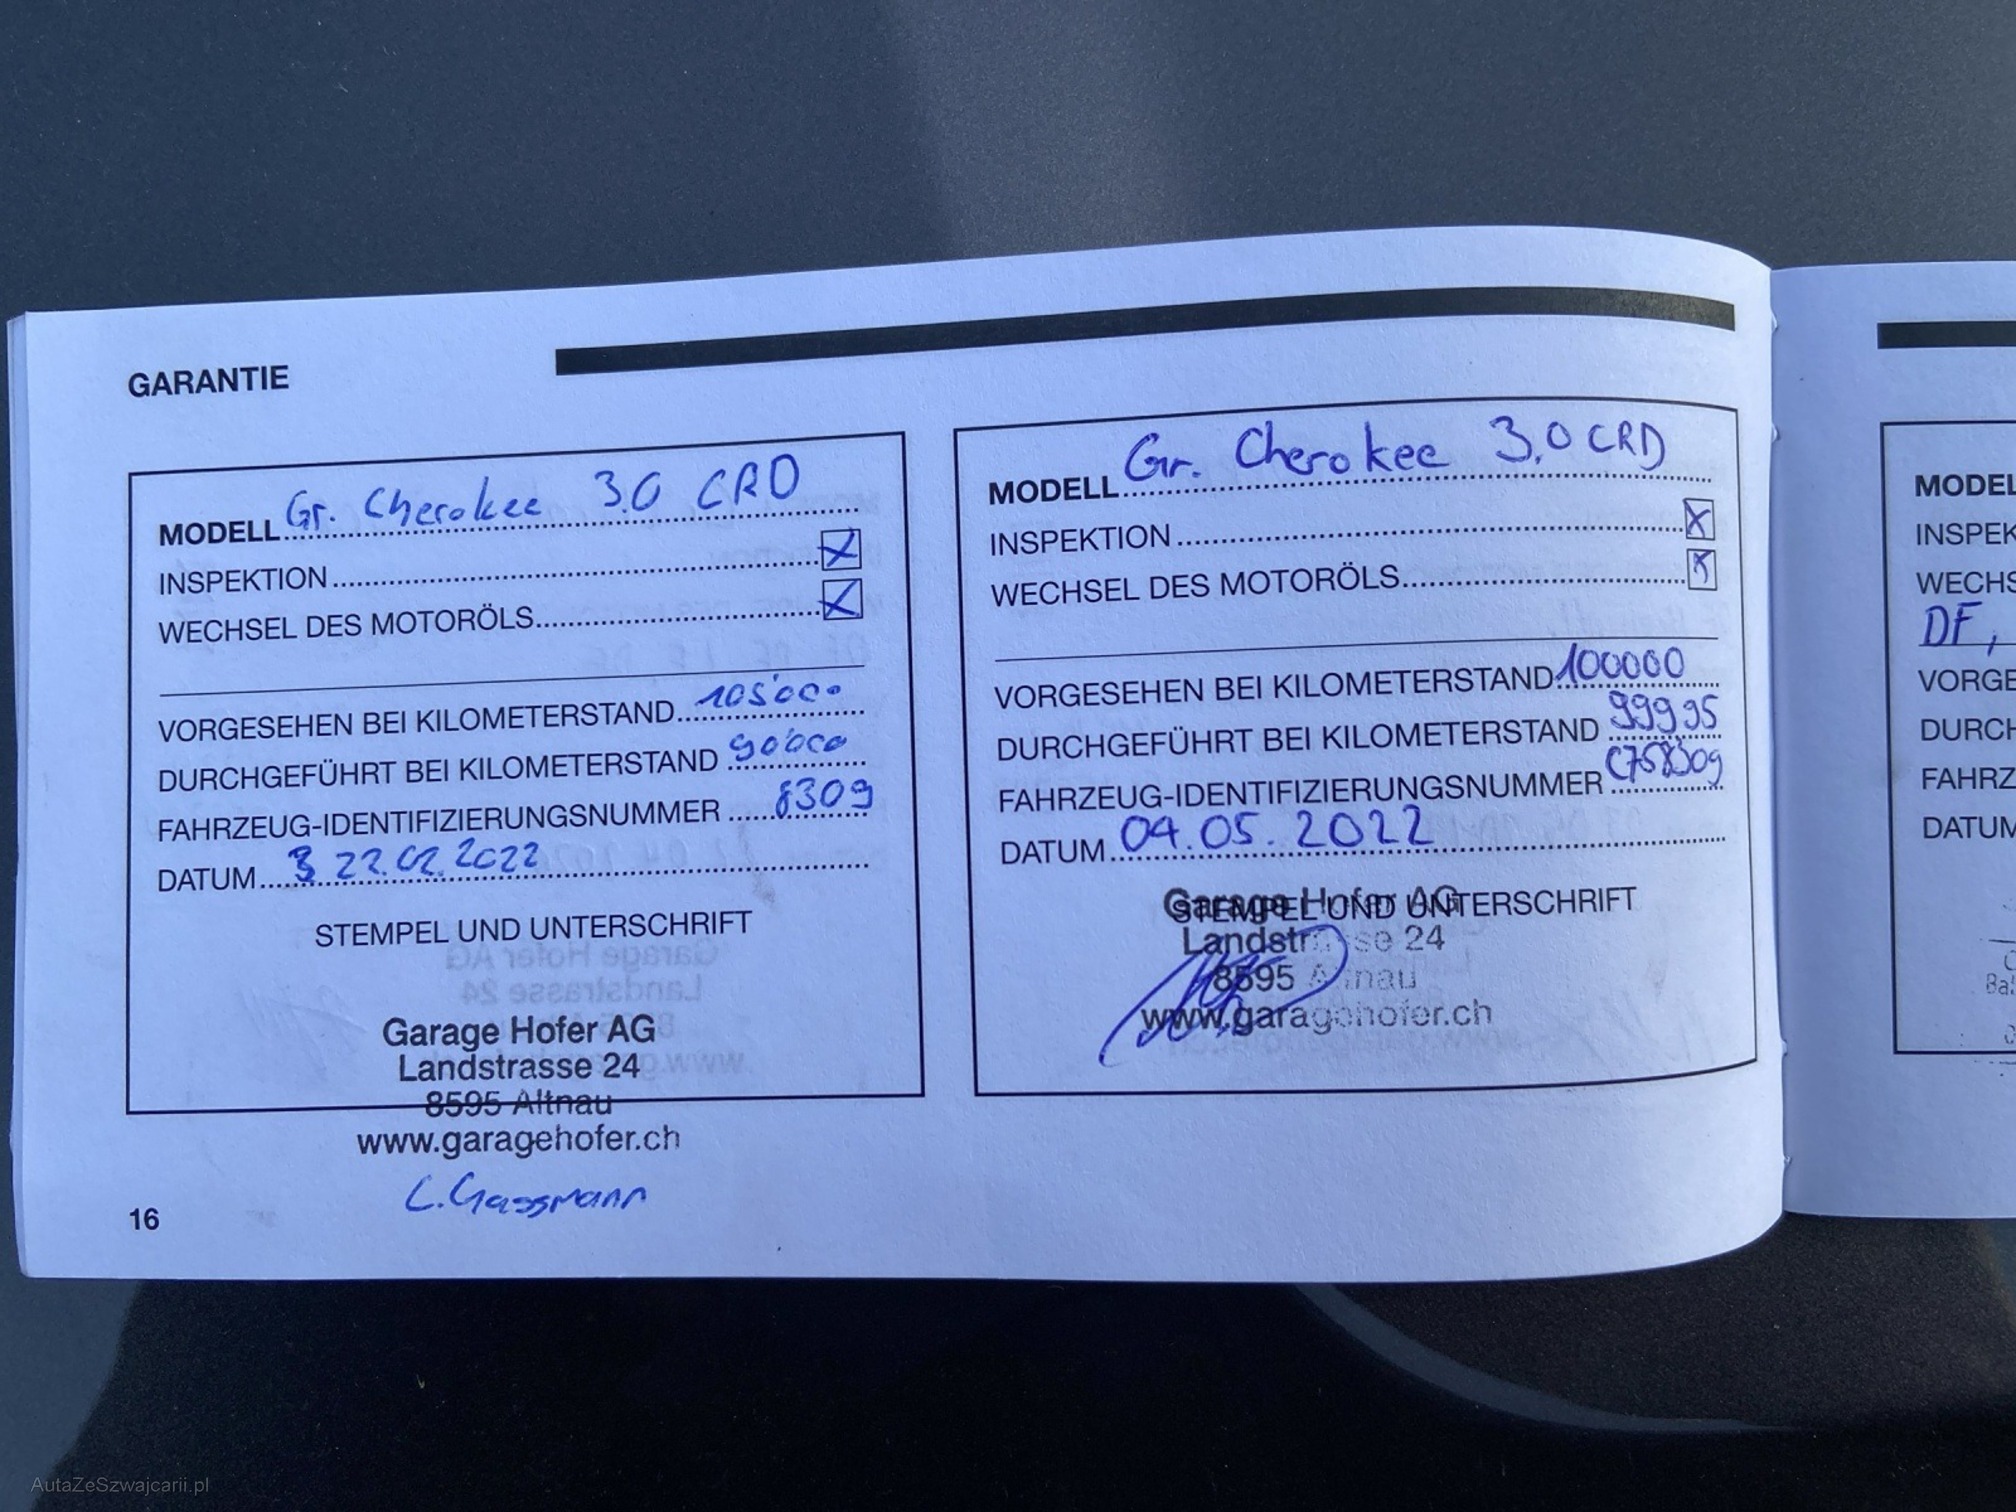 GARANTIE
MODELL Gr. Cherokee 3.0 CRD
INSPEKTION X
WECHSEL DES MOTORÖLS X
VORGESEHEN BEI KILOMETERSTAND 105'000
DURCHGEFÜHRT BEI KILOMETERSTAND 90'000
FAHRZEUG-IDENTIFIZIERUNGSNUMMER 8309
DATUM 22.02.2022
STEMPEL UND UNTERSCHRIFT
Garage Hofer AG
Landstrasse 24
8595 Altnau
www.garagehofer.ch
C. Gassmann
16
MODELL Gr. Cherokee 3.0 CRD
INSPEKTION X
WECHSEL DES MOTORÖLS X
VORGESEHEN BEI KILOMETERSTAND 100000
DURCHGEFÜHRT BEI KILOMETERSTAND 99995
FAHRZEUG-IDENTIFIZIERUNGSNUMMER C758309
DATUM 04.05.2022
STEMPEL UND UNTERSCHRIFT
Garage Hofer AG
Landstrasse 24
8595 Altnau
www.garagehofer.ch
MODEL
INSPEK
WECHS
DF,
VORGE
DURCH
FAHRZ
DATUM
AutaZeSzwajcarii.pl